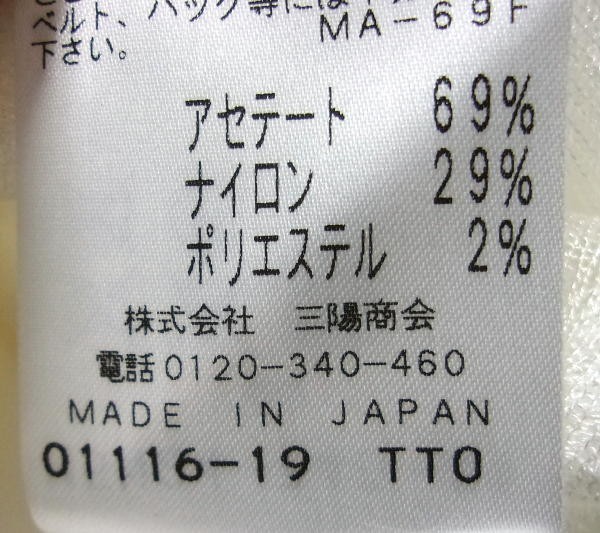 ベルト、バッグ等には
下さい。
MA-69F
アセテート 69%
ナイロン 29%
ポリエステル 2%
株式会社 三陽商会
電話0120-340-460
MADE IN JAPAN
01116-19 TTO